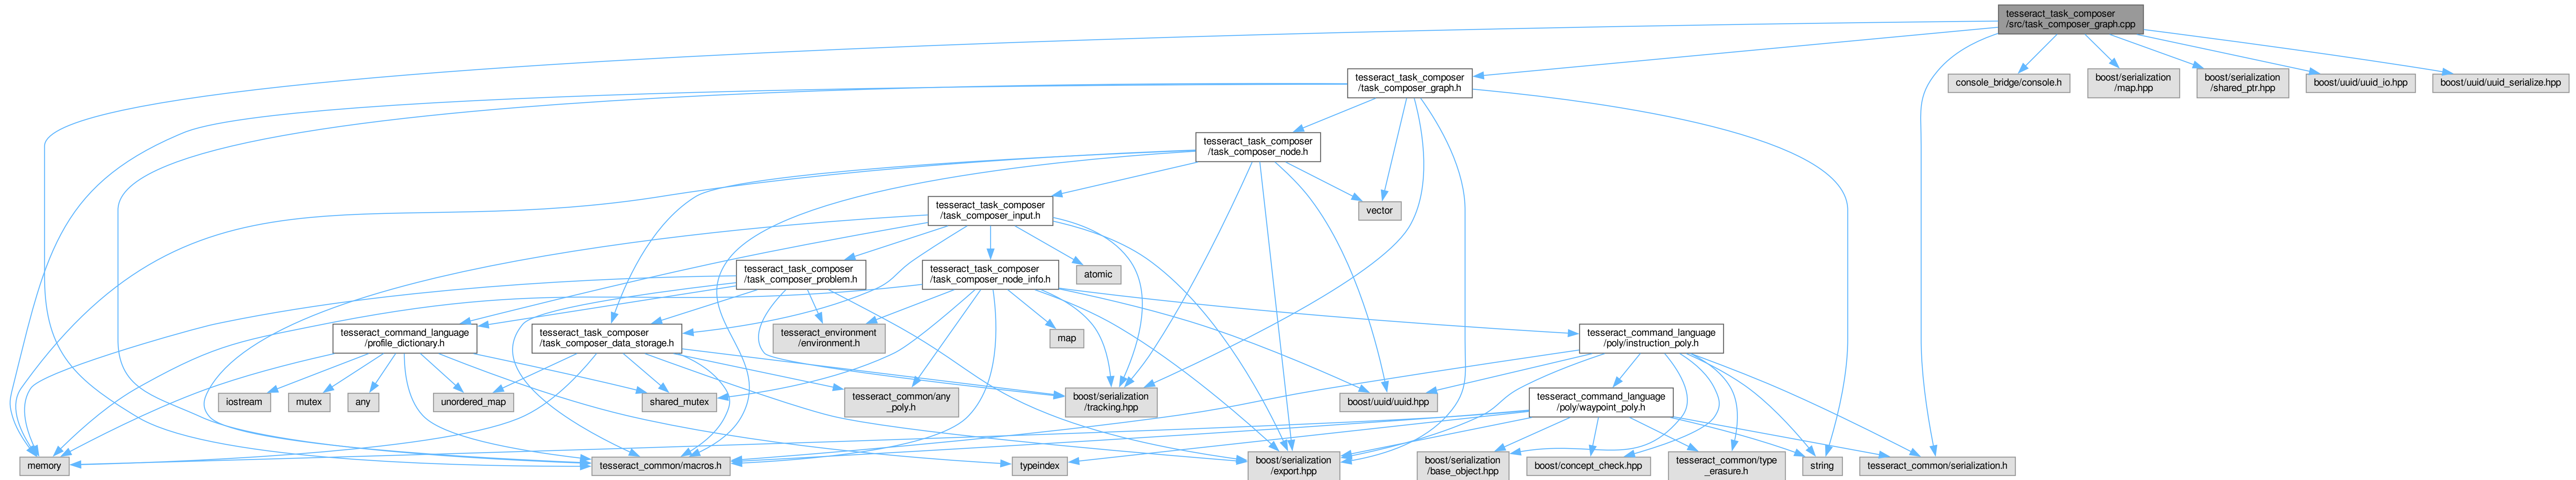 tesseract_task_composer
/src/task_composer_graph.cpp
tesseract_task_composer
/task_composer_graph.h
console_bridge/console.h
boost/serialization
/map.hpp
boost/serialization
/shared_ptr.hpp
boost/uuid/uuid_io.hpp
boost/uuid/uuid_serialize.hpp
tesseract_task_composer
/task_composer_node.h
tesseract_task_composer
/task_composer_input.h
vector
tesseract_task_composer
/task_composer_problem.h
tesseract_task_composer
/task_composer_node_info.h
atomic
tesseract_command_language
/profile_dictionary.h
tesseract_task_composer
/task_composer_data_storage.h
tesseract_environment
/environment.h
map
tesseract_command_language
/poly/instruction_poly.h
iostream
mutex
any
unordered_map
shared_mutex
tesseract_common/any
_poly.h
boost/serialization
/tracking.hpp
boost/uuid/uuid.hpp
tesseract_command_language
/poly/waypoint_poly.h
memory
tesseract_common/macros.h
typeindex
boost/serialization
/export.hpp
boost/serialization
/base_object.hpp
boost/concept_check.hpp
tesseract_common/type
_erasure.h
string
tesseract_common/serialization.h